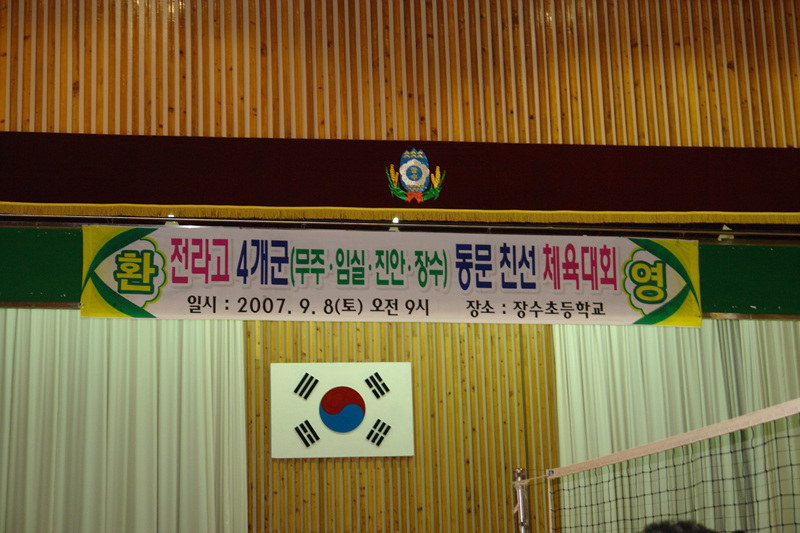 환 전라고 4개군(무주·임실·진안·장수) 동문 친선 체육대회 영
일시 : 2007. 9. 8(토) 오전 9시 장소 : 장수초등학교